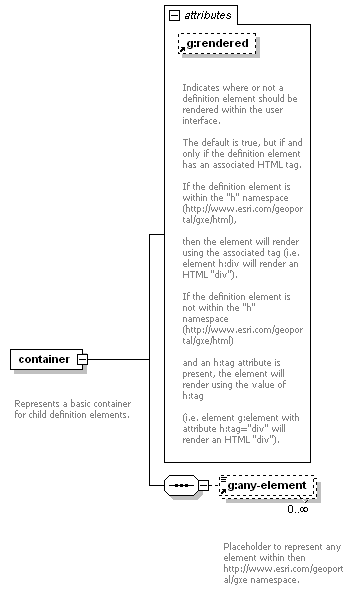 attributes
g:rendered
Indicates where or not a
definition element should be
rendered within the user
interface.
The default is true, but if and
only if the definition element
has an associated HTML tag.
If the definition element is
within the "h" namespace
(http://www.esri.com/geopor
tal/gxe/html),
then the element will render
using the associated tag (i.e.
element h:div will render an
HTML "div").
If the definition element is
not within the "h"
namespace
(http://www.esri.com/geopor
tal/gxe/html)
and an h:tag attribute is
present, the element will
render using the value of
h:tag
(i.e. element g:element with
attribute h:tag="div" will
render an HTML "div").
container
Represents a basic container
for child definition elements.
g:any-element
0..∞
Placeholder to represent any
element within then
http://www.esri.com/geoport
al/gxe namespace.